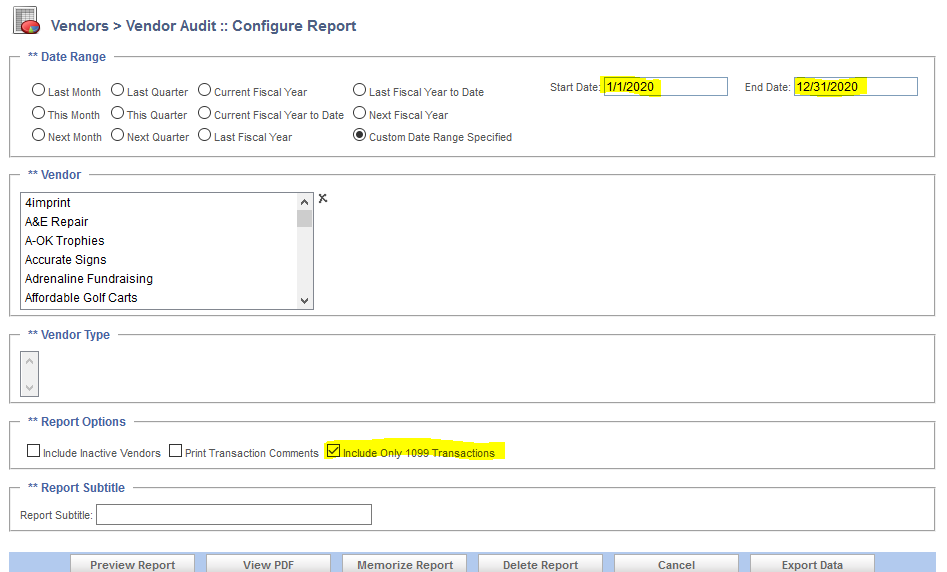 Vendors > Vendor Audit :: Configure Report
** Date Range
Last Month Last Quarter Current Fiscal Year Last Fiscal Year to Date Start Date: 1/1/2020 End Date: 12/31/2020
This Month This Quarter Current Fiscal Year to Date Next Fiscal Year
Next Month Next Quarter Last Fiscal Year Custom Date Range Specified
** Vendor
4imprint
A&E Repair
A-OK Trophies
Accurate Signs
Adrenaline Fundraising
Affordable Golf Carts
** Vendor Type
** Report Options
Include Inactive Vendors Print Transaction Comments Include Only 1099 Transactions
** Report Subtitle
Report Subtitle:
Preview Report View PDF Memorize Report Delete Report Cancel Export Data